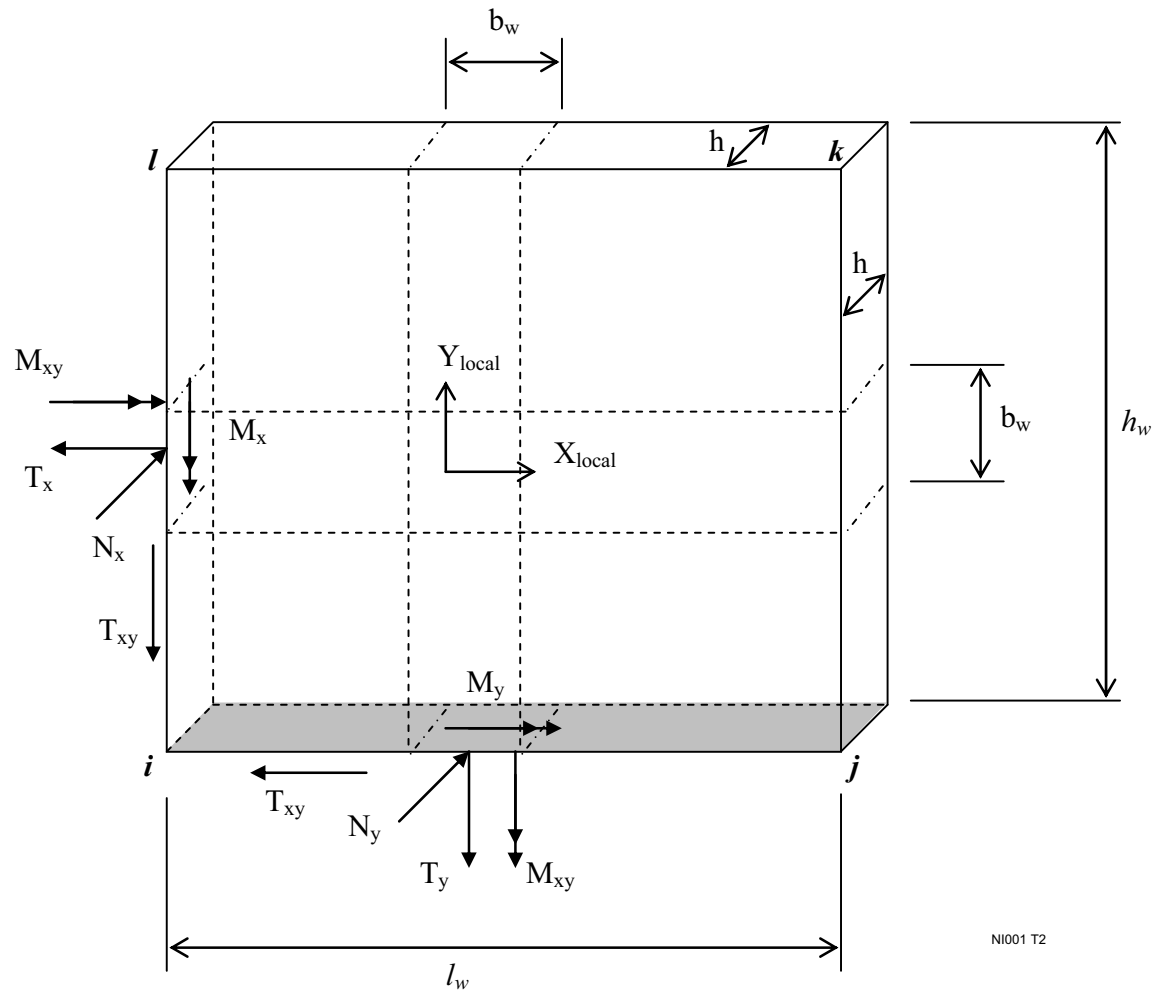 b_w
h
l
k
h
M_xy
Y_local
M_x
b_w
h_w
X_local
T_x
N_x
T_xy
M_y
i
j
T_xy
N_y
T_y
M_xy
NI001 T2
l_w